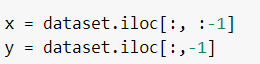 x = dataset.iloc[:, :-1]
y = dataset.iloc[:,-1]